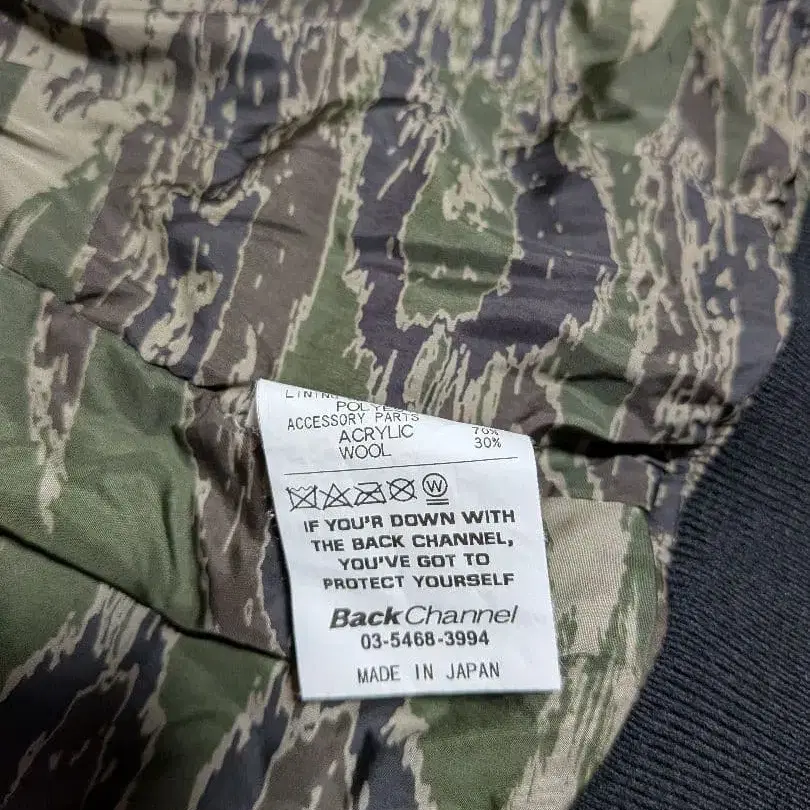 ACCESSORY PARTS
ACRYLIC 70%
WOOL 30%
W
IF YOU'R DOWN WITH
THE BACK CHANNEL,
YOU'VE GOT TO
PROTECT YOURSELF
BackChannel
03-5468-3994
MADE IN JAPAN